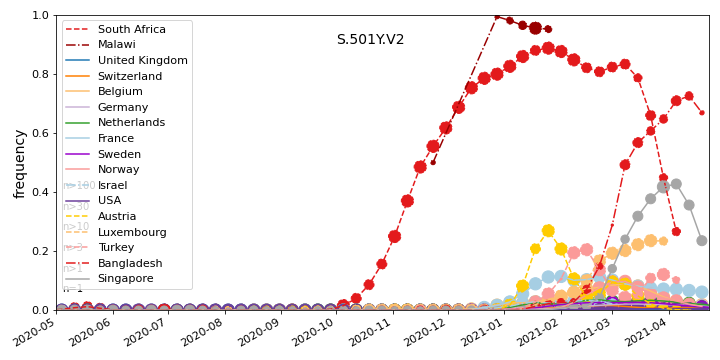 S.501Y.V2
frequency
1.0
0.8
0.6
0.4
0.2
0.0
South Africa
Malawi
United Kingdom
Switzerland
Belgium
Germany
Netherlands
France
Sweden
Norway
Israel
USA
Austria
Luxembourg
Turkey
Bangladesh
Singapore
n>100
n>30
n>10
n>3
n>1
n=1
2020-05
2020-06
2020-07
2020-08
2020-09
2020-10
2020-11
2020-12
2021-01
2021-02
2021-03
2021-04